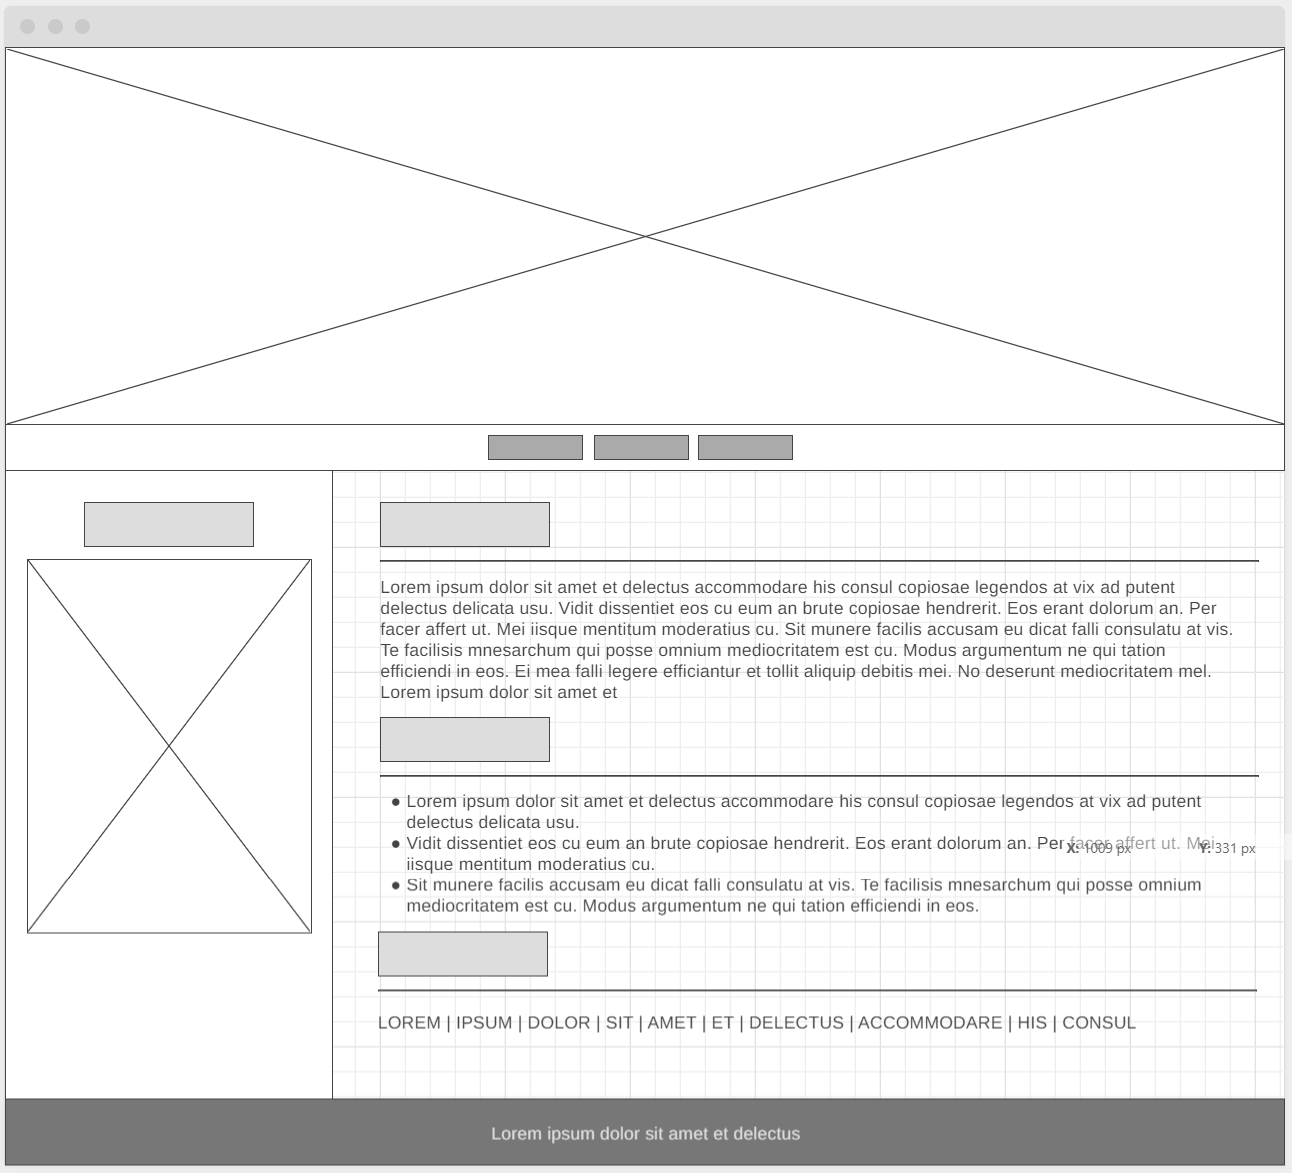 Lorem ipsum dolor sit amet et delectus accommodare his consul copiosae legendos at vix ad putent
delectus delicata usu. Vidit dissentiet eos cu eum an brute copiosae hendrerit. Eos erant dolorum an. Per
facer affert ut. Mei iisque mentitum moderatius cu. Sit munere facilis accusam eu dicat falli consulatu at vis.
Te facilisis mnesarchum qui posse omnium mediocritatem est cu. Modus argumentum ne qui tation
efficiendi in eos. Ei mea falli legere efficiantur et tollit aliquip debitis mei. No deserunt mediocritatem mel.
Lorem ipsum dolor sit amet et
● Lorem ipsum dolor sit amet et delectus accommodare his consul copiosae legendos at vix ad putent
delectus delicata usu.
● Vidit dissentiet eos cu eum an brute copiosae hendrerit. Eos erant dolorum an. Per facer affert ut. Mei
X: 1009 px Y: 331 px
iisque mentitum moderatius cu.
● Sit munere facilis accusam eu dicat falli consulatu at vis. Te facilisis mnesarchum qui posse omnium
mediocritatem est cu. Modus argumentum ne qui tation efficiendi in eos.
LOREM | IPSUM | DOLOR | SIT | AMET | ET | DELECTUS | ACCOMMODARE | HIS | CONSUL
Lorem ipsum dolor sit amet et delectus